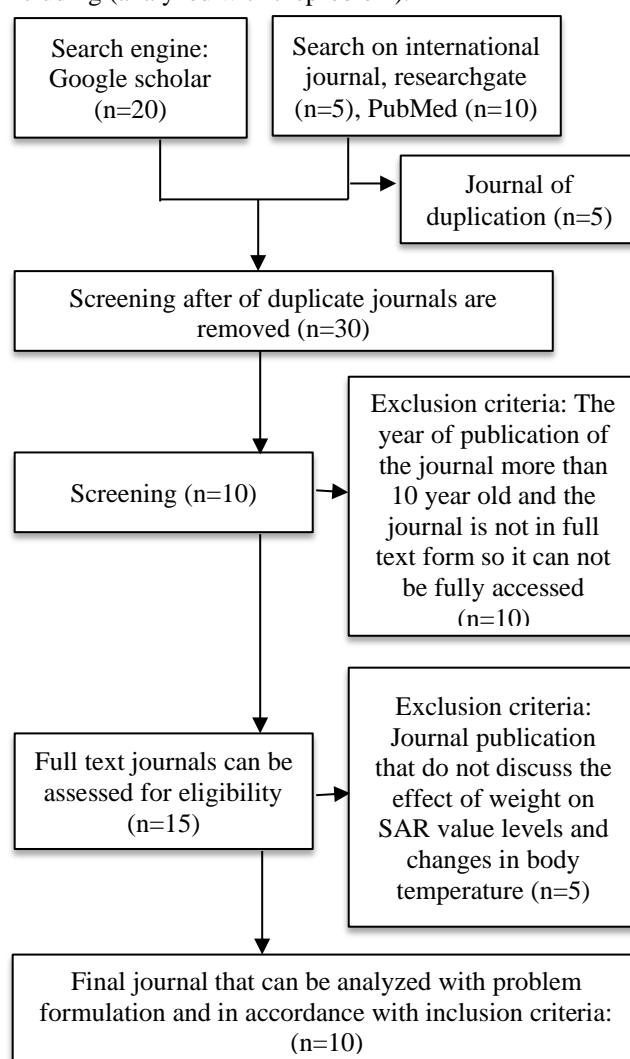 (analyzed with
Search engine:
Google scholar
(n=20)
Search on international
journal, researchgate
(n=5), PubMed (n=10)
Journal of
duplication (n=5)
Screening after of duplicate journals are
removed (n=30)
Exclusion criteria: The
year of publication of
the journal more than
10 year old and the
journal is not in full
text form so it can not
be fully accessed
(n=10)
Screening (n=10)
Exclusion criteria:
Journal publication
that do not discuss the
effect of weight on
SAR value levels and
changes in body
temperature (n=5)
Full text journals can be
assessed for eligibility
(n=15)
Final journal that can be analyzed with problem
formulation and in accordance with inclusion criteria:
(n=10)